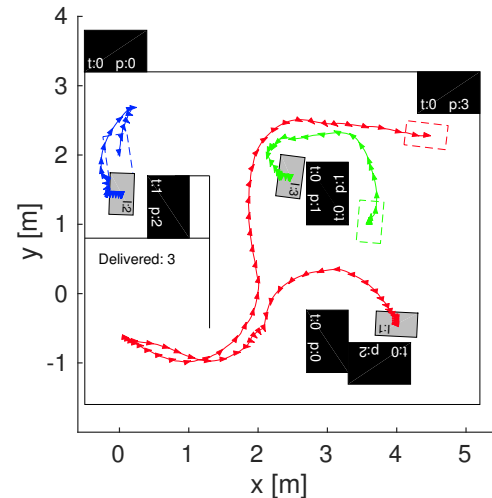 4
t:0 p:0
3
t:0 p:3
2
i:2
t:1
p:2
i:3
t:0
p:1
p:1
t:0
1
Delivered: 3
0
i:1
t:0
p:0
t:0
p:2
-1
0 1 2 3 4 5
x [m]
y [m]